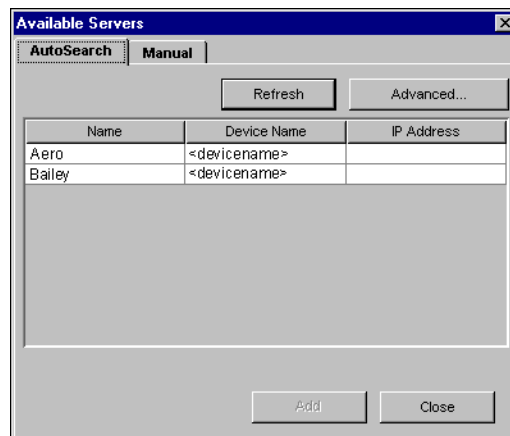 Available Servers
AutoSearch Manual
Refresh Advanced...
Name Device Name IP Address
Aero <devicename>
Bailey <devicename>
Add Close